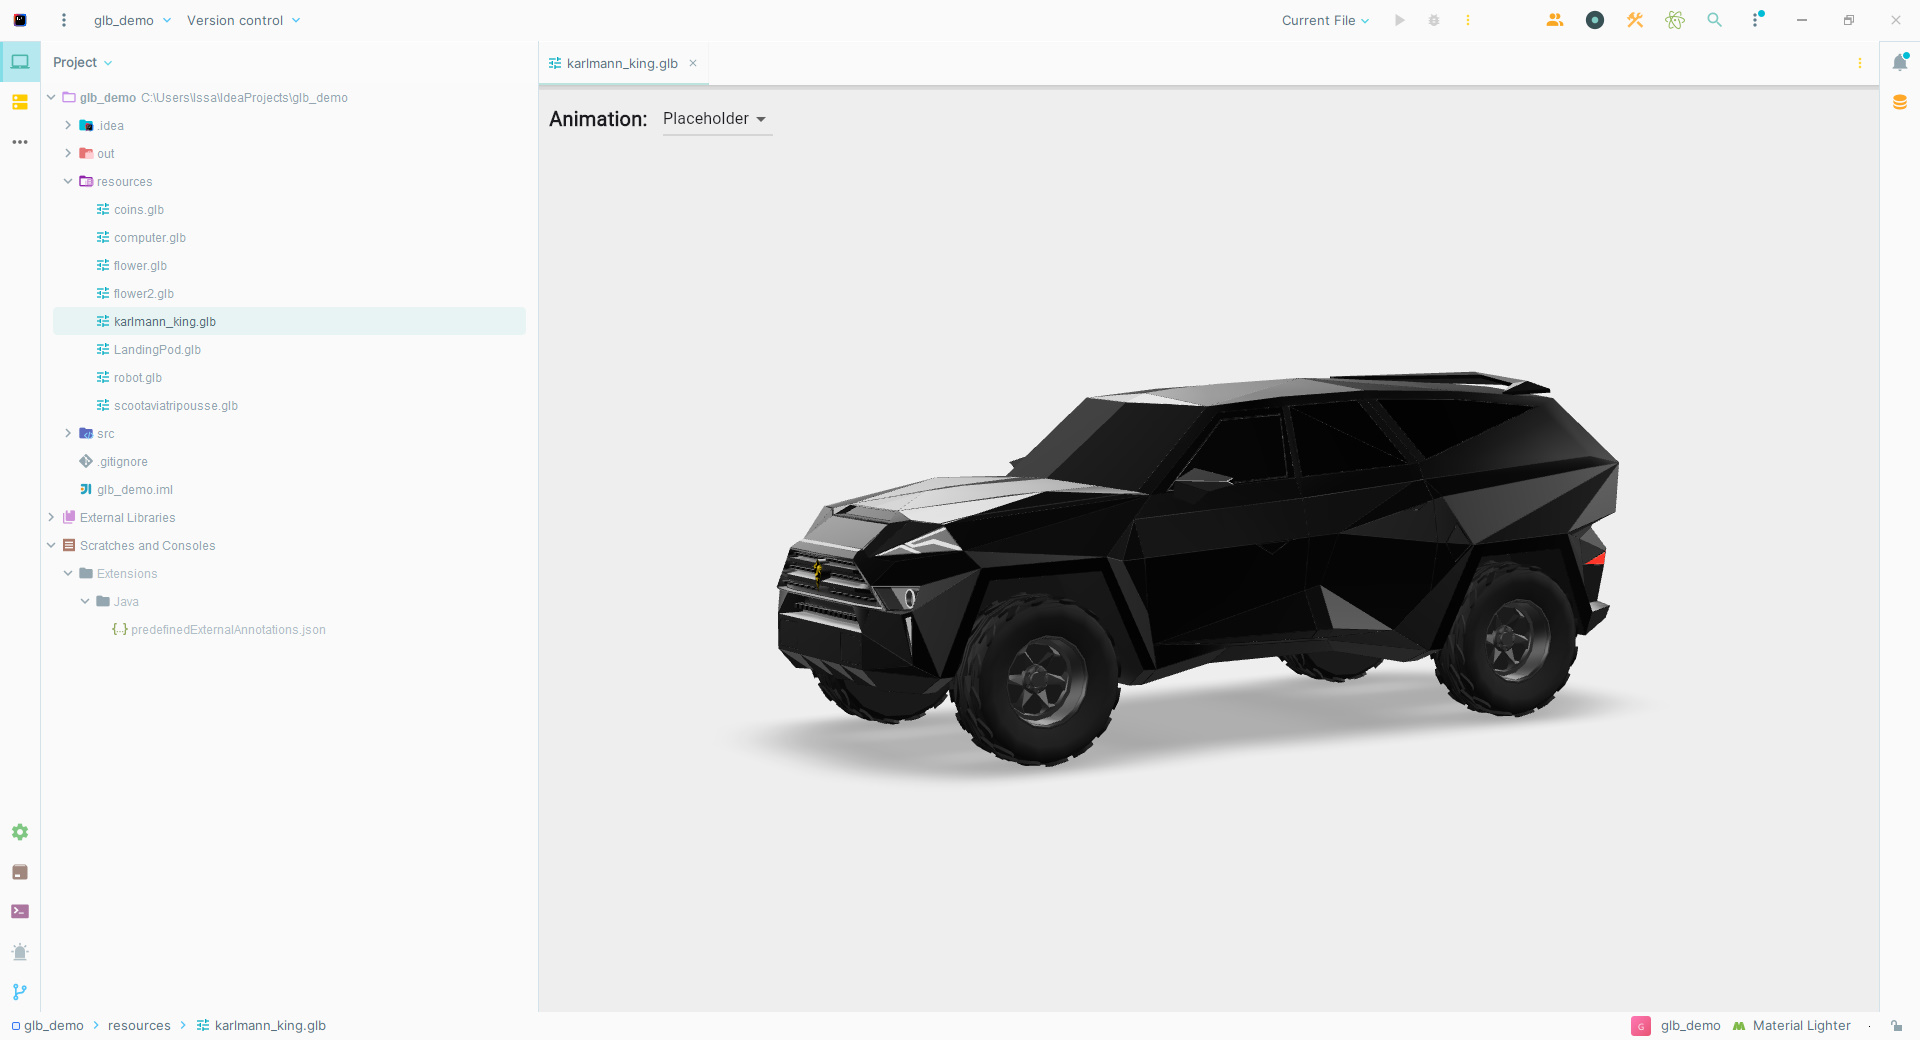 glb_demo Version control Current File
Project
karlmann_king.glb
glb_demo C:\Users\Issa\IdeaProjects\glb_demo
Animation: Placeholder
.idea
out
resources
coins.glb
computer.glb
flower.glb
flower2.glb
karlmann_king.glb
LandingPod.glb
robot.glb
scootaviatripousse.glb
src
.gitignore
glb_demo.iml
External Libraries
Scratches and Consoles
Extensions
Java
predefinedExternalAnnotations.json
glb_demo resources karlmann_king.glb G glb_demo Material Lighter